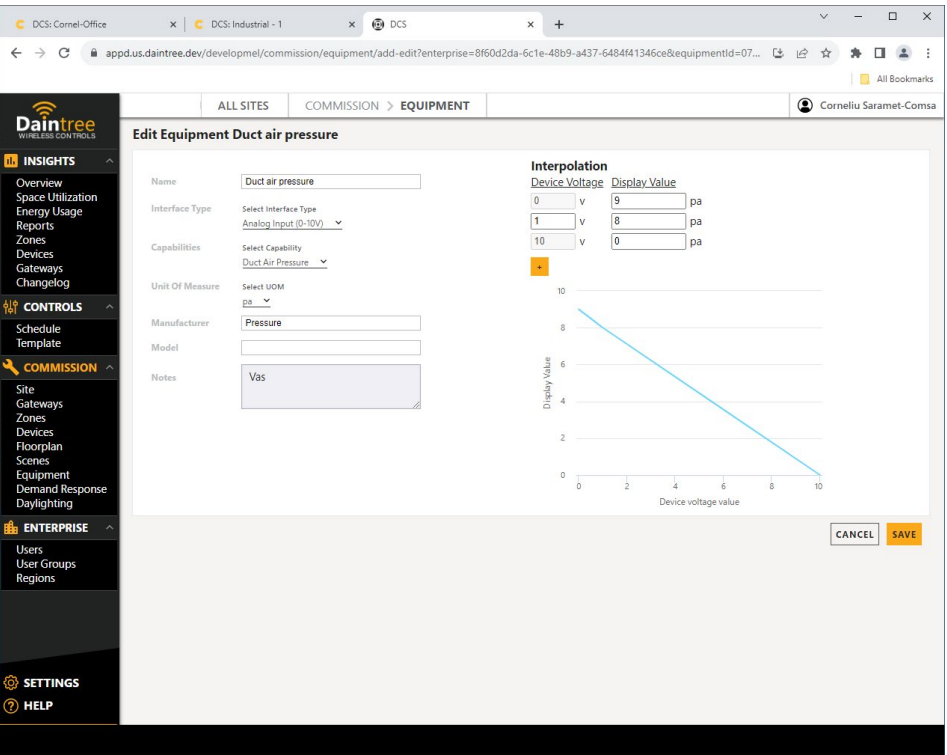 DCS: Cornel-Office
DCS: Industrial - 1
DCS
appd.us.daintree.dev/developmel/commission/equipment/add-edit?enterprise=8f60d2da-6c1e-48b9-a437-6484f41346ce&equipmentId=07...
All Bookmarks
Daintree
WIRELESS CONTROLS
ALL SITES
COMMISSION > EQUIPMENT
Corneliu Saramet-Comsa
INSIGHTS
Overview
Space Utilization
Energy Usage
Reports
Zones
Devices
Gateways
Changelog
CONTROLS
Schedule
Template
COMMISSION
Site
Gateways
Zones
Devices
Floorplan
Scenes
Equipment
Demand Response
Daylighting
ENTERPRISE
Users
User Groups
Regions
SETTINGS
HELP
Edit Equipment Duct air pressure
Name Duct air pressure
Interface Type Select Interface Type
Analog Input (0-10V)
Capabilities Select Capability
Duct Air Pressure
Unit Of Measure Select UOM
pa
Manufacturer Pressure
Model
Notes Vas
Interpolation
Device Voltage Display Value
0 v 9 pa
1 v 8 pa
10 v 0 pa
+
10
8
6
4
2
0
Display Value
0 2 4 6 8 10
Device voltage value
CANCEL SAVE